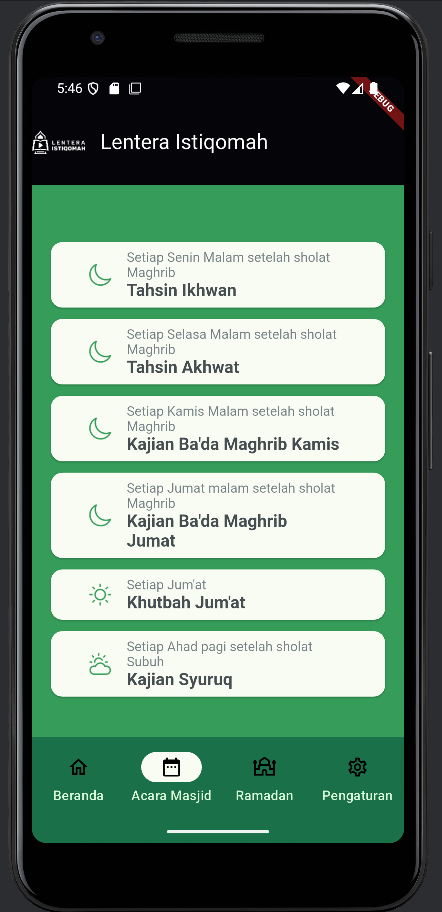 5:46
DEBUG
LENTERA
ISTIQOMAH
Lentera Istiqomah
Setiap Senin Malam setelah sholat
Maghrib
Tahsin Ikhwan
Setiap Selasa Malam setelah sholat
Maghrib
Tahsin Akhwat
Setiap Kamis Malam setelah sholat
Maghrib
Kajian Ba'da Maghrib Kamis
Setiap Jumat malam setelah sholat
Maghrib
Kajian Ba'da Maghrib
Jumat
Setiap Jum'at
Khutbah Jum'at
Setiap Ahad pagi setelah sholat
Subuh
Kajian Syuruq
Beranda
Acara Masjid
Ramadan
Pengaturan